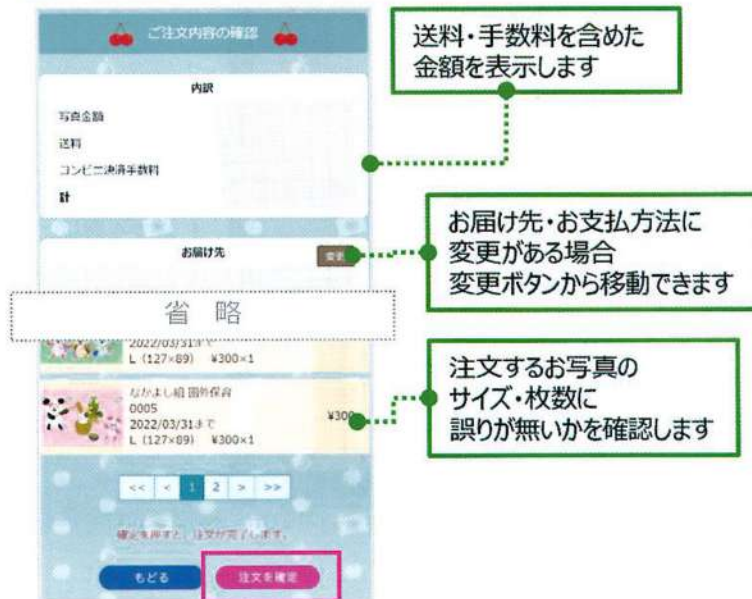 ご注文内容の確認
送料・手数料を含めた
金額を表示します
内訳
写真金額
送料
コンビニ決済手数料
計
お届け先
変更
お届け先・お支払方法に
変更がある場合
変更ボタンから移動できます
省 略
2022/03/31まで
L（127×89） ¥300×1
注文するお写真の
サイズ・枚数に
誤りが無いかを確認します
なかよし組 園外保育
0005
2022/03/31まで
L（127×89） ¥300×1
¥300
<< < 1 2 > >>
確定を押すと、注文が完了します。
もどる
注文を確定